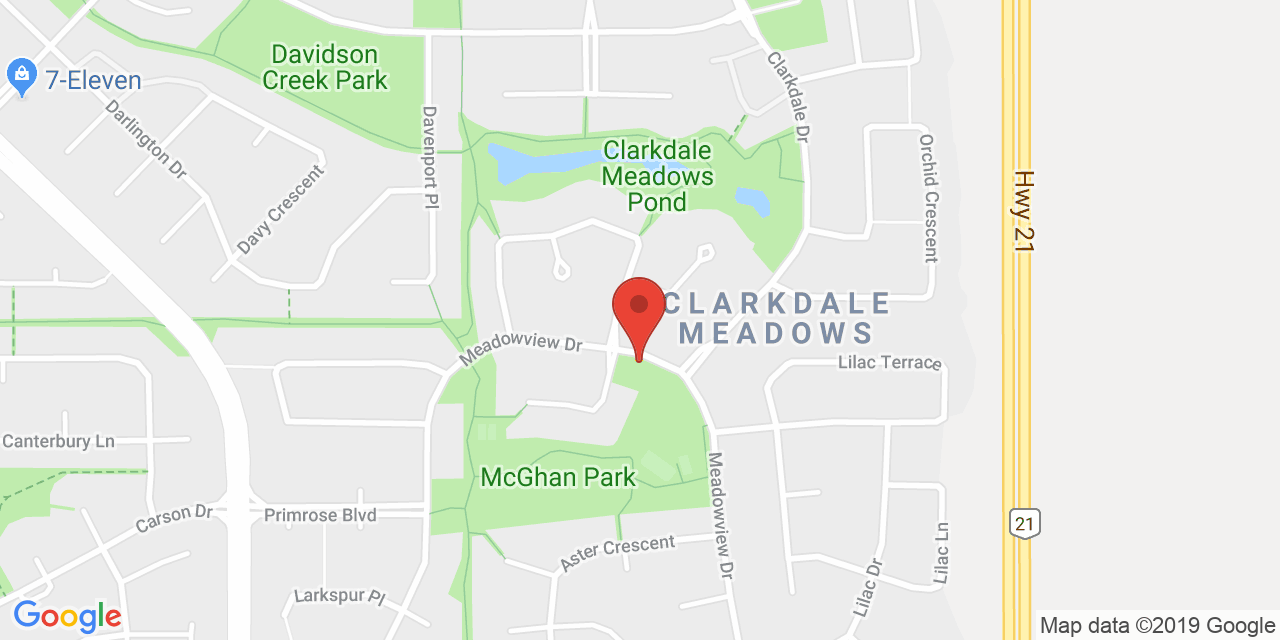 Davidson
Creek Park
7-Eleven
Clarkdale Dr
Darlington Dr
Davenport Pl
Clarkdale
Meadows
Pond
Orchid Crescent
Hwy 21
Davy Crescent
CLARKDALE
MEADOWS
Meadowview Dr
Lilac Terrace
Canterbury Ln
McGhan Park
Meadowview Dr
Carson Dr
Primrose Blvd
21
Aster Crescent
Lilac Ln
Lilac Dr
Larkspur Pl
Google
Map data ©2019 Google